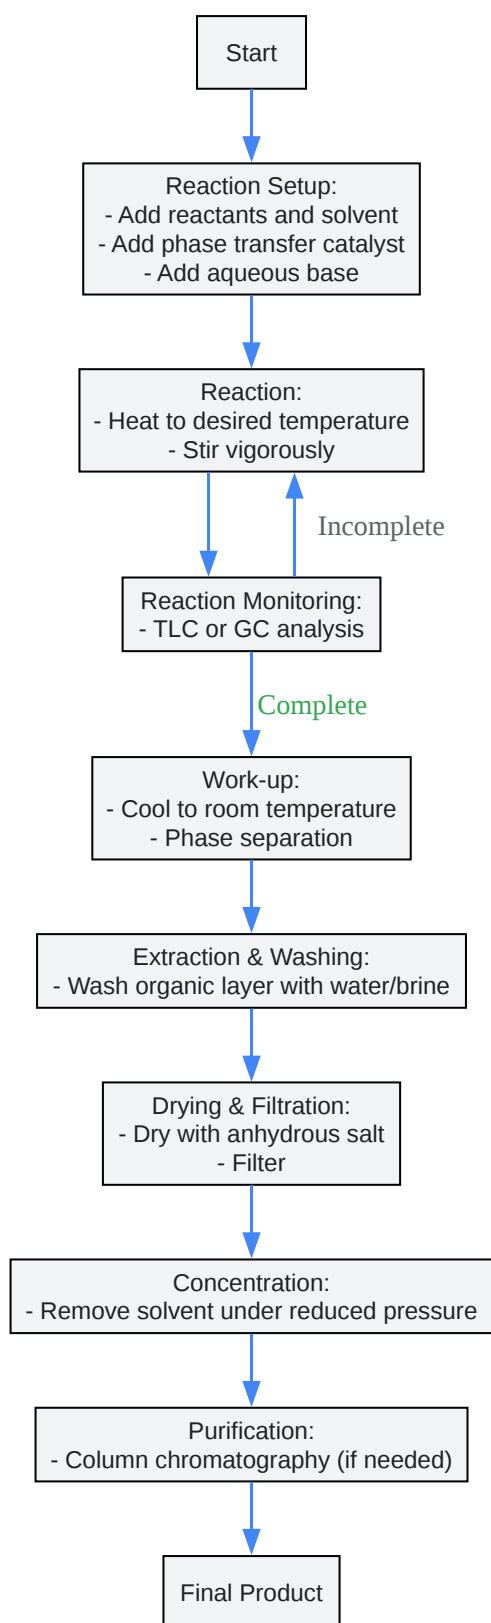 Start
Reaction Setup:
- Add reactants and solvent
- Add phase transfer catalyst
- Add aqueous base
Reaction:
- Heat to desired temperature
- Stir vigorously
Incomplete
Reaction Monitoring:
- TLC or GC analysis
Complete
Work-up:
- Cool to room temperature
- Phase separation
Extraction & Washing:
- Wash organic layer with water/brine
Drying & Filtration:
- Dry with anhydrous salt
- Filter
Concentration:
- Remove solvent under reduced pressure
Purification:
- Column chromatography (if needed)
Final Product